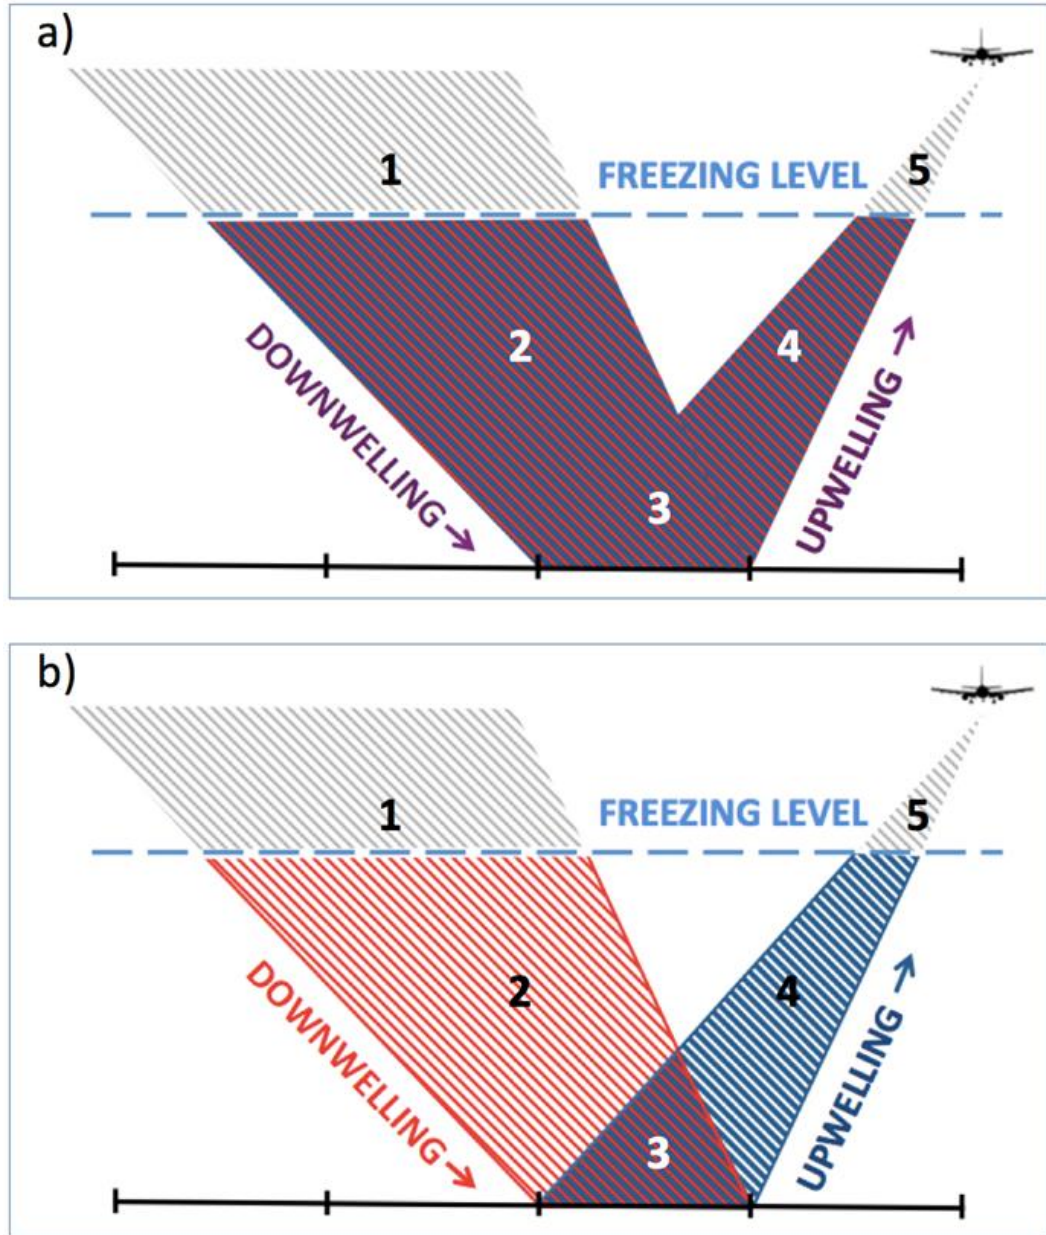 a)
1
FREEZING LEVEL
5
2
4
DOWNWELLING →
UPWELLING →
3
b)
1
FREEZING LEVEL
5
2
4
DOWNWELLING →
UPWELLING →
3